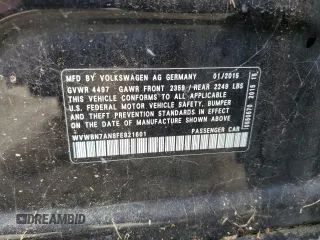 MFD BY VOLKSWAGEN AG GERMANY 01/2015
GVWR 4497 GAWR FRONT 2369 / REAR 2249 LBS
THIS VEHICLE CONFORMS TO ALL APPLICABLE
U.S. FEDERAL MOTOR VEHICLE SAFETY, BUMPER
AND THEFT PREVENTION STANDARDS IN EFFECT
ON THE DATE OF MANUFACTURE SHOWN ABOVE.
WVWBN7AN8FE821601
PASSENGER CAR
DREAMBID